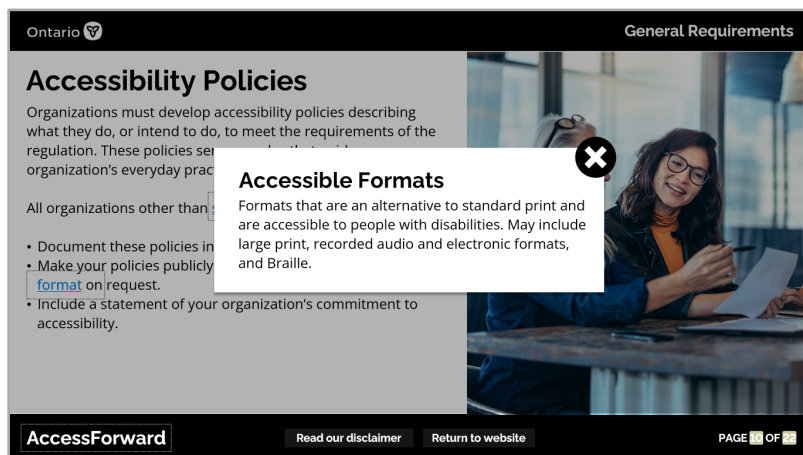 Ontario
General Requirements
Accessibility Policies
Organizations must develop accessibility policies describing
what they do, or intend to do, to meet the requirements of the
regulation. These policies
organization's everyday
All organizations other than
• Document these policies in
• Make your policies publicly
format on request.
• Include a statement of your organization's commitment to
accessibility.
Accessible Formats
Formats that are an alternative to standard print and
are accessible to people with disabilities. May include
large print, recorded audio and electronic formats,
and Braille.
AccessForward
Read our disclaimer
Return to website
PAGE 10 OF 22